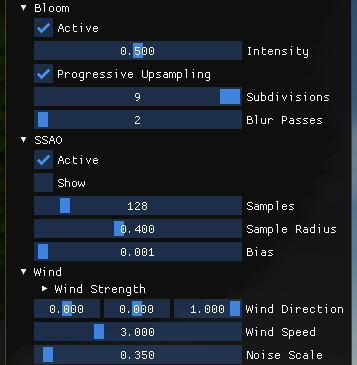 Bloom
Active
0.500 Intensity
Progressive Upsampling
9 Subdivisions
2 Blur Passes
SSAO
Active
Show
128 Samples
0.400 Sample Radius
0.001 Bias
Wind
Wind Strength
0.000 0.000 1.000 Wind Direction
3.000 Wind Speed
0.350 Noise Scale